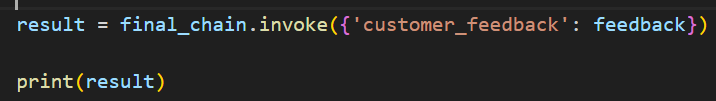 result = final_chain.invoke({'customer_feedback': feedback})
print(result)